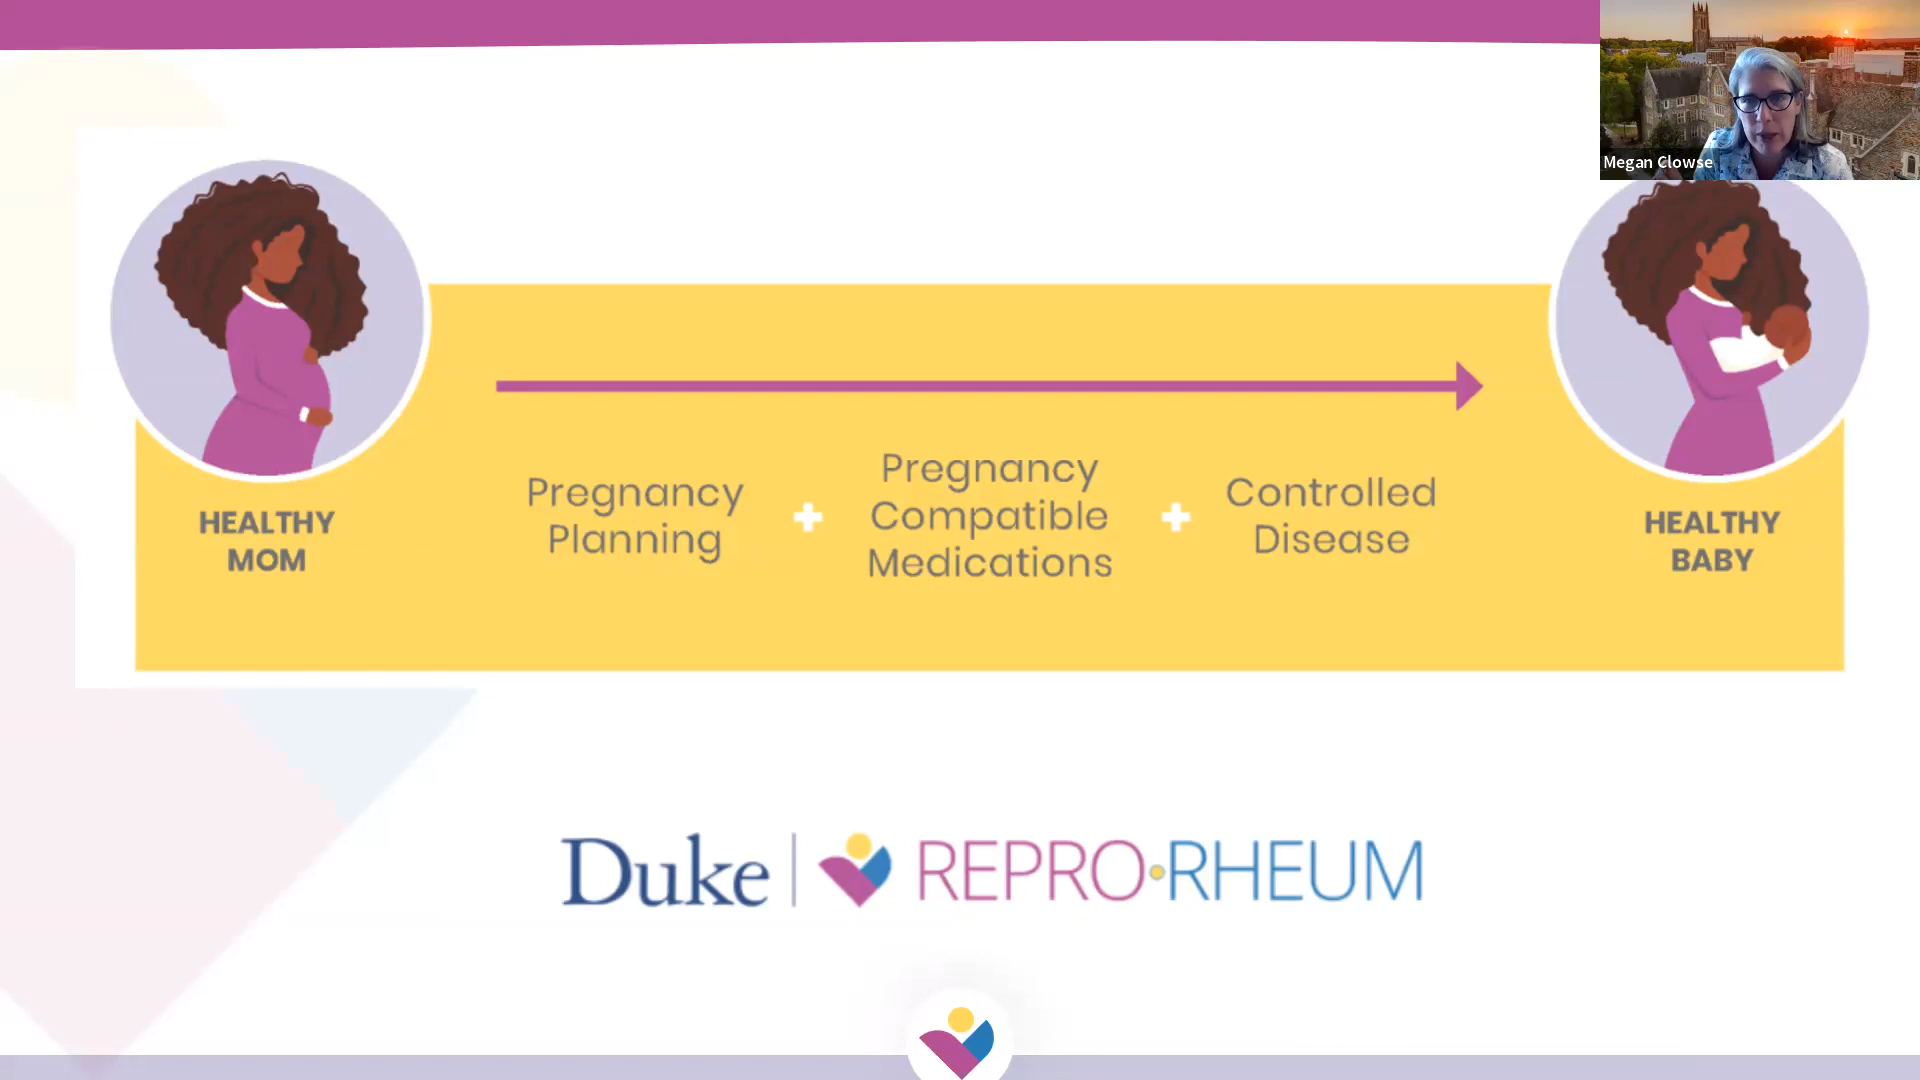 Megan Clowse
HEALTHY
MOM
Pregnancy
Planning
+
Pregnancy
Compatible
Medications
+
Controlled
Disease
HEALTHY
BABY
Duke | REPRO•RHEUM